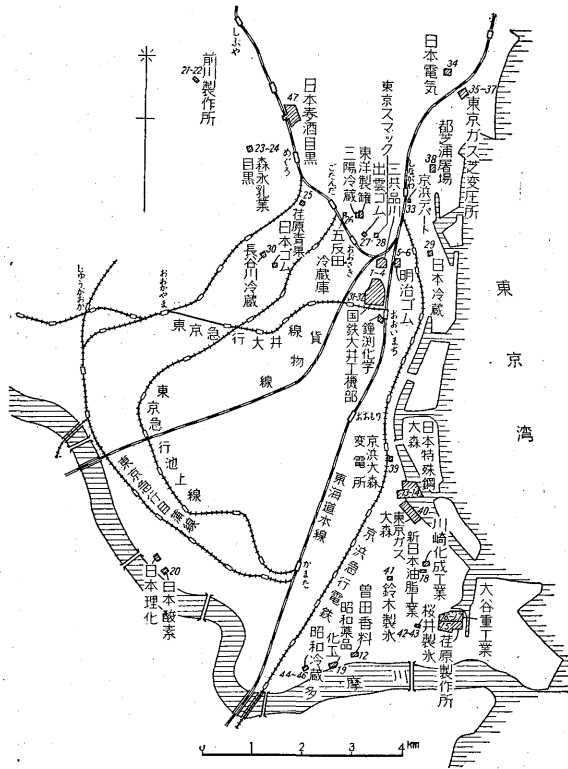 しぶや
前川製作所
21-22
日本麦酒目黒
47
日本電気
34
35~37
東京ガス芝変圧所
都芝浦屠場
38
東京スマック
しながわ
京浜デパート
33
三共品川
出雲ゴム
27-28
東洋製罐
三陽冷蔵
ごたんだ
めぐろ
23-24
森永乳業
目黒
25
荏原青果
五反田
冷蔵庫
30
日本ゴム
長谷川冷蔵
おおさき
1-4
5-6
明治ゴム
29
日本冷蔵
31-32
鐘渕化学
国鉄大井工機部
おおいまち
じゆうがおか
おおかやま
東京急行大井線
貨物線
東京急行池上線
東京急行目蒲線
東海道本線
京浜急行電鉄
おおもり
東京湾
日本特殊鋼
大森
13-14
京浜大森
変電所
39
40
東京ガス
大森
川崎化成工業
新日本油脂工業
18
41
鈴木製氷
桜井製氷
42-43
大谷重工業
荏原製作所
かまた
曽田香料
12
昭和薬品
化工
19
昭和冷蔵
44-46
多摩川
20
日本酸素
日本理化
0 1 2 3 4 km